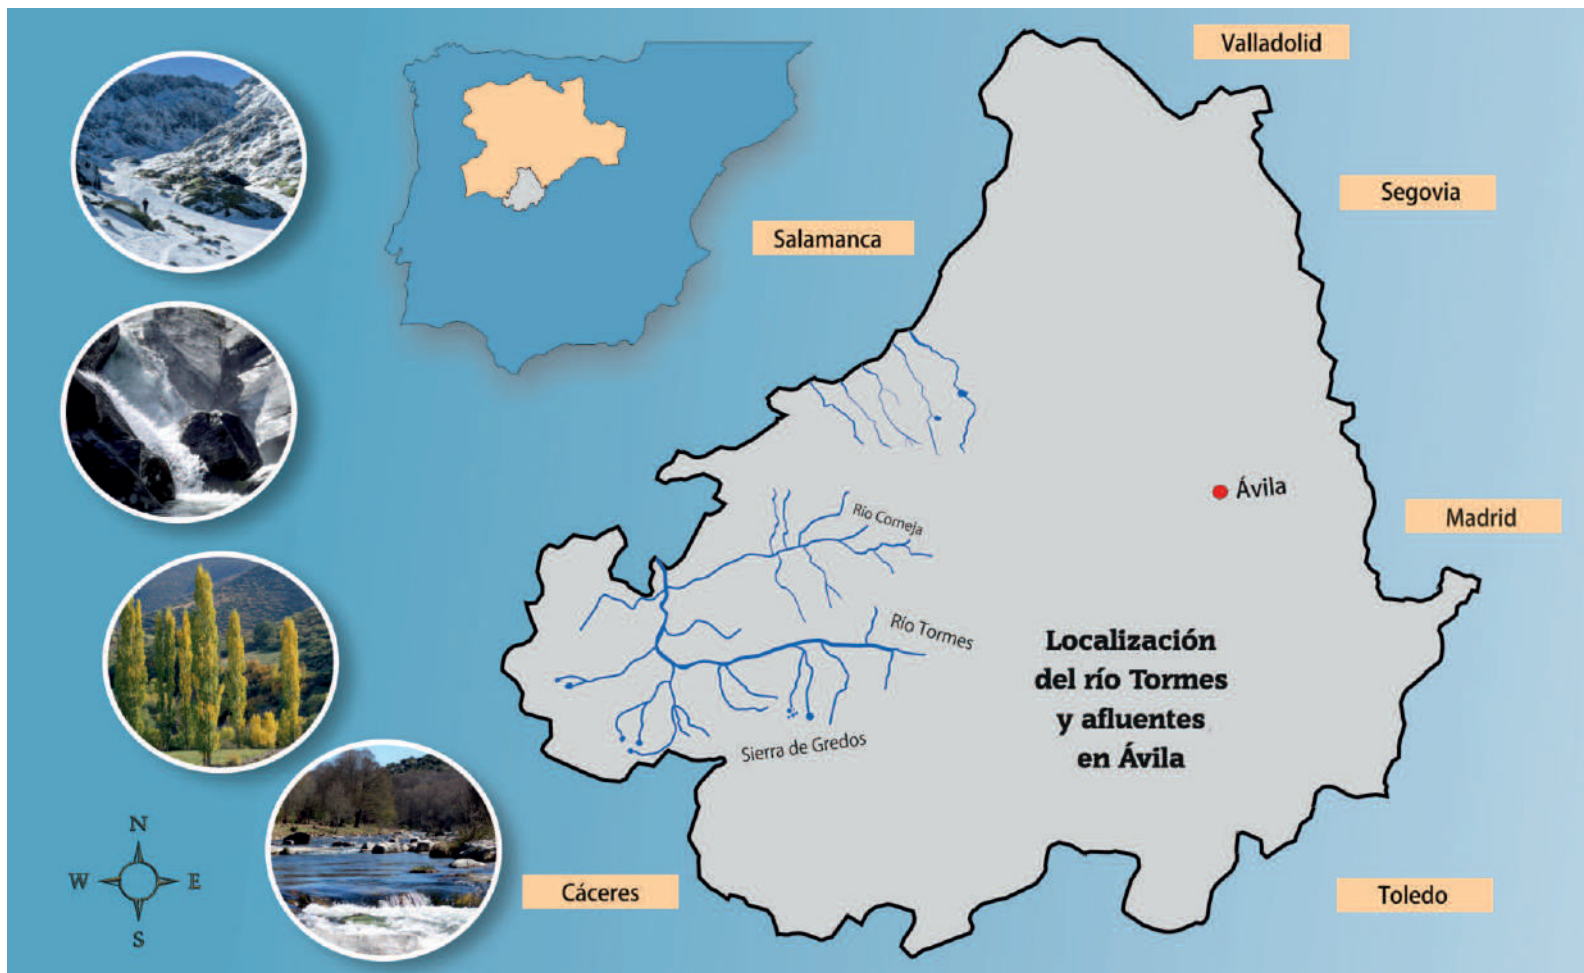 Valladolid
Segovia
Salamanca
Ávila
Río Corneja
Madrid
Río Tormes
Localización
del río Tormes
y afluentes
en Ávila
Sierra de Gredos
N
W E
S
Cáceres
Toledo